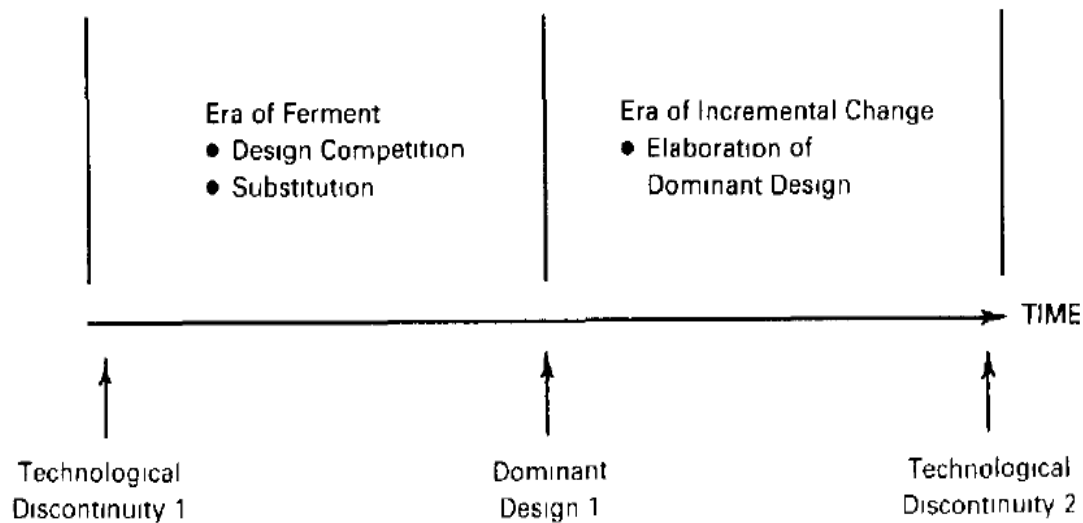 Era of Ferment
● Design Competition
● Substitution
Era of Incremental Change
● Elaboration of
Dominant Design
TIME
Technological
Discontinuity 1
Dominant
Design 1
Technological
Discontinuity 2